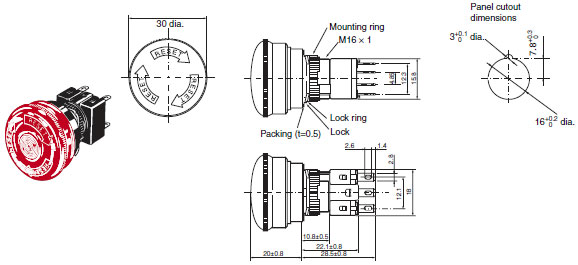 30 dia.
RESET
RESET
RESET
RESET
Mounting ring
M16 × 1
4.8
12.3
15.8
Lock ring
Lock
Packing (t=0.5)
Panel cutout
dimensions
3+0.1 0 dia.
7.8+0.3 0
16+0.2 0 dia.
2.6
1.4
2.8
12.1
18
10.8±0.5
22.1±0.8
20±0.8
28.5±0.8